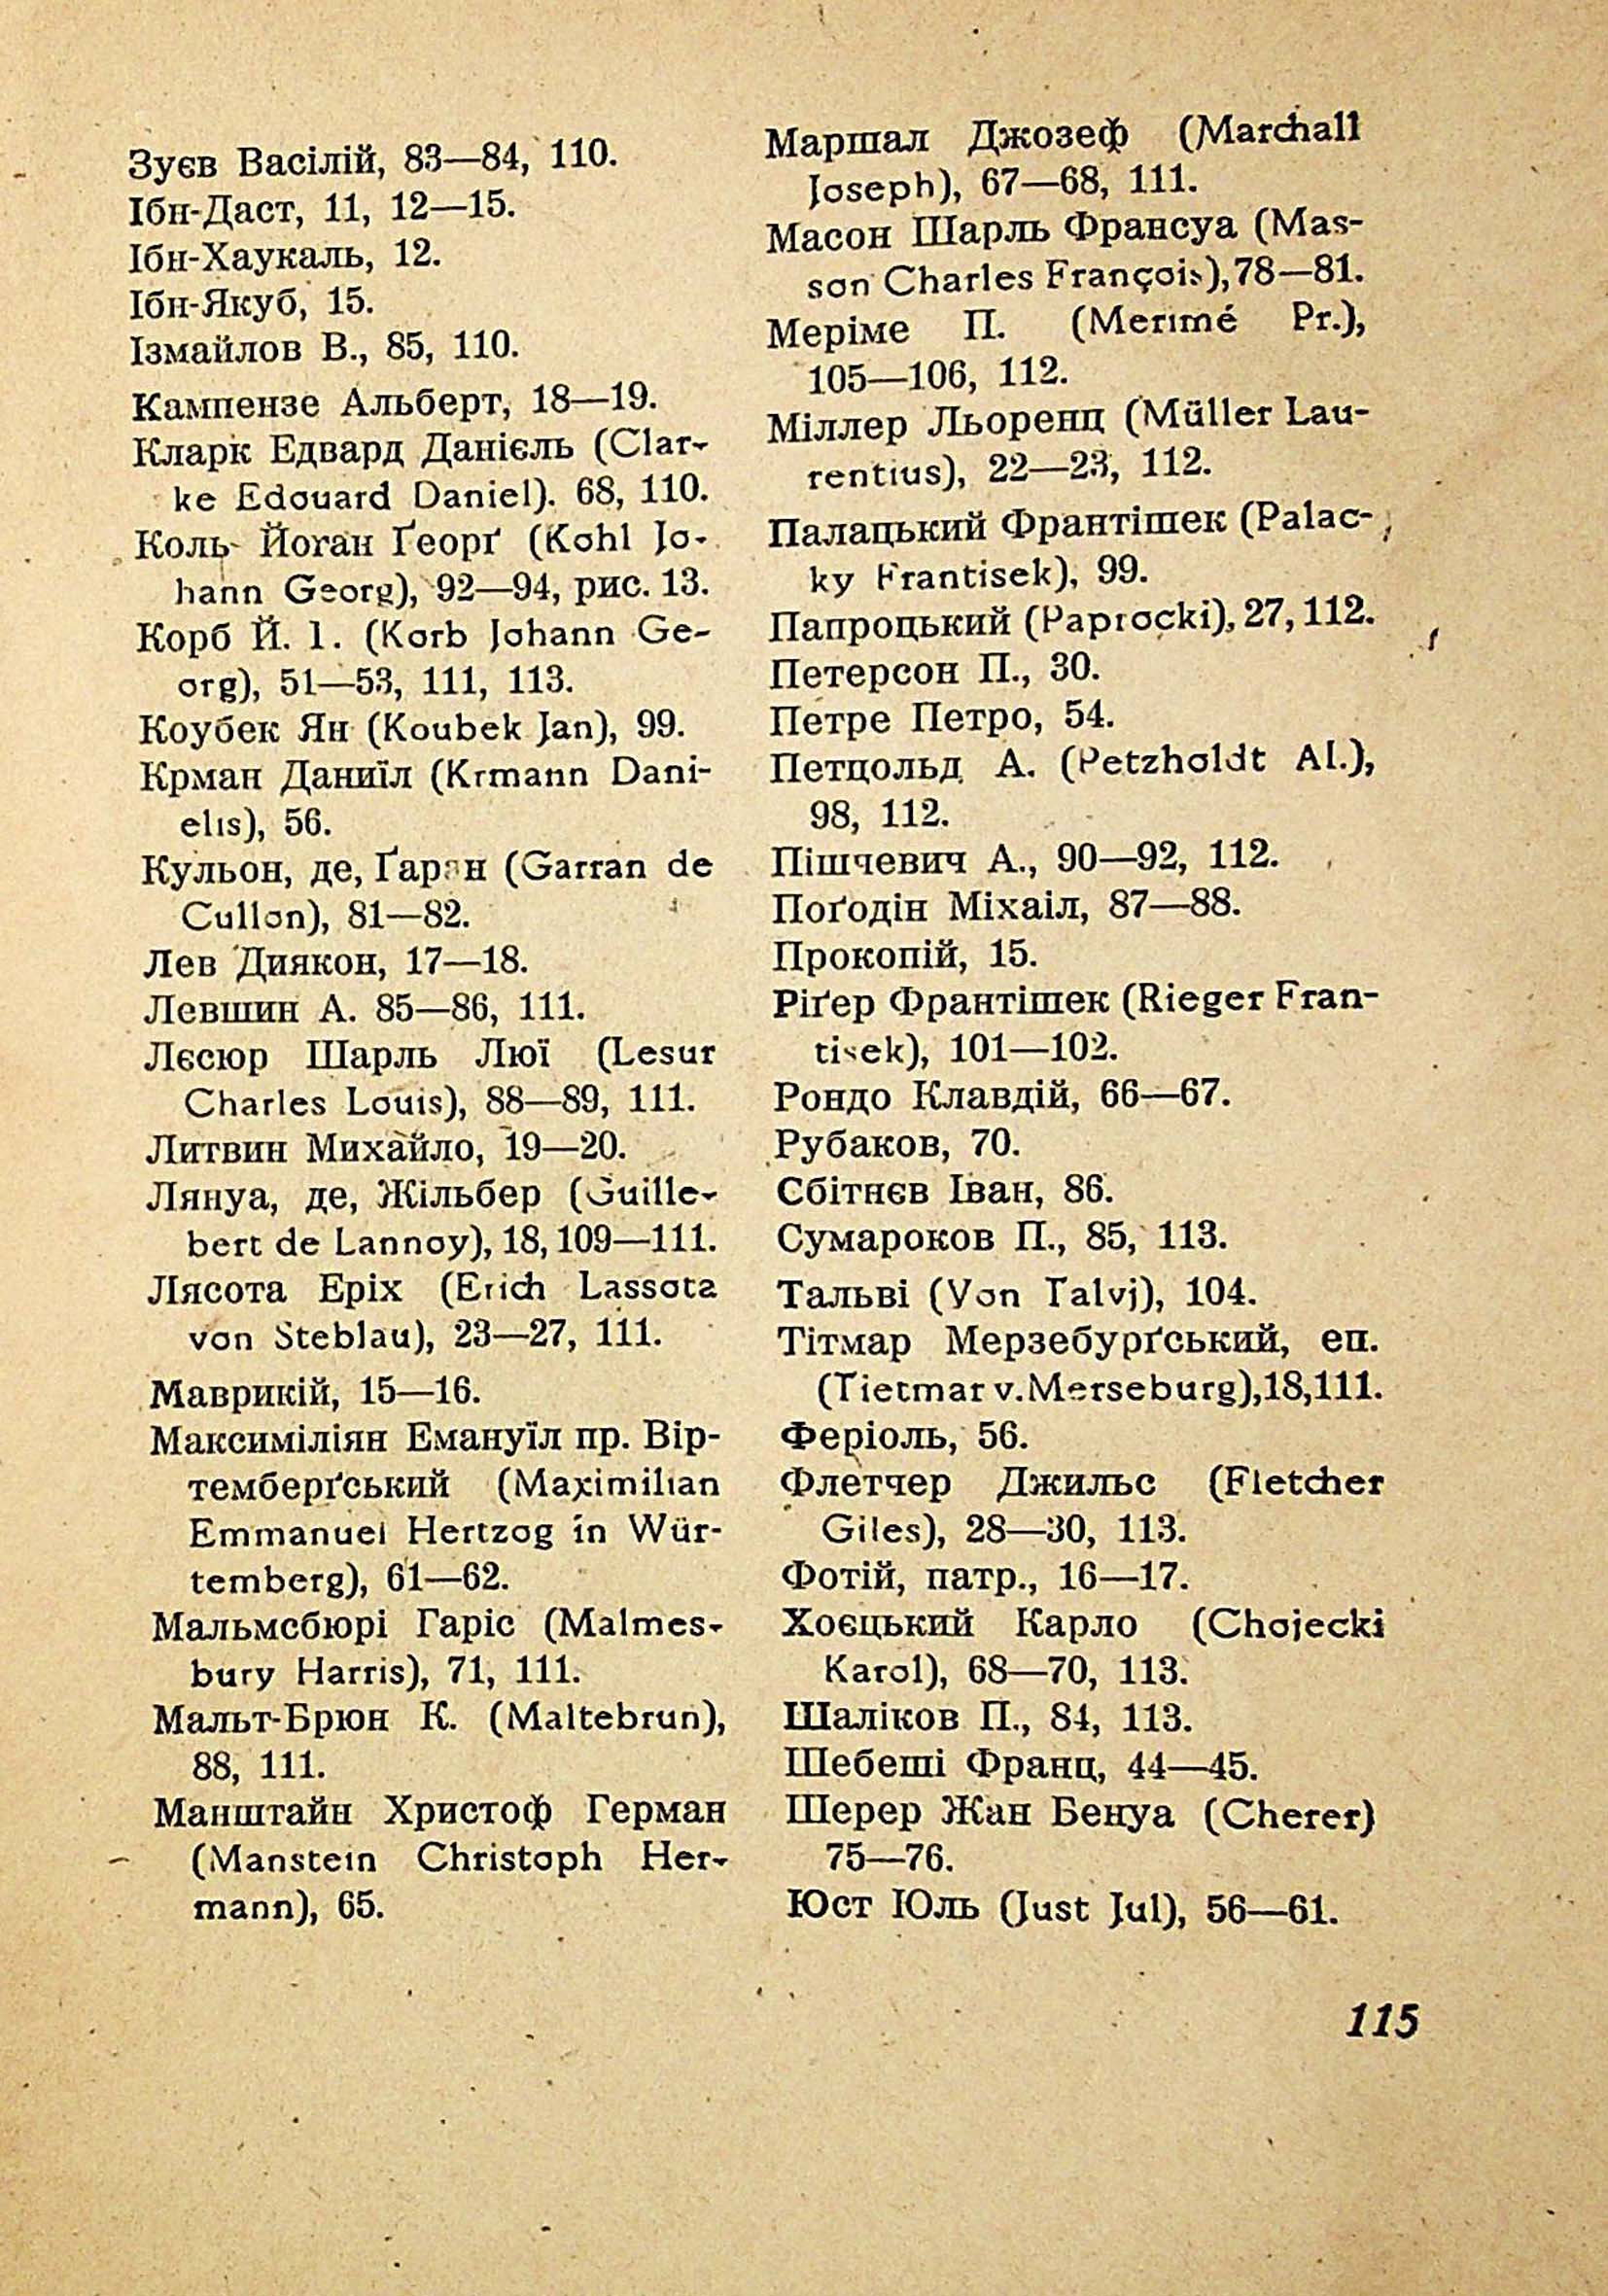 Зуєв Васілій, 83—84, 110.
Ібн-Даст, 11, 12—15.
Ібн-Хаукаль, 12.
Ібн-Якуб, 15.
Ізмайлов В., 85, 110.
Кампензе Альберт, 18—19.
Кларк Едвард Данієль (Clar-
ke Edouard Daniel). 68, 110.
Коль Йоган Ґеорґ (Kohl Jo-
hann Georg), 92—94, рис. 13.
Корб Й. 1. (Korb Johann Ge-
org), 51—53, 111, 113.
Коубек Ян (Koubek Jan), 99.
Крман Даниїл (Krmann Dani-
elis), 56.
Кульон, де, Ґаран (Garran de
Cullon), 81—82.
Лев Диякон, 17—18.
Левшин А. 85—86, 111.
Лєсюр Шарль Люї (Lesur
Charles Louis), 88—89, 111.
Литвин Михайло, 19—20.
Лянуа, де, Жільбер (Guille-
bert de Lannoy), 18, 109—111.
Лясота Еріх (Erich Lassota
von Steblau), 23—27, 111.
Маврикій, 15—16.
Максиміліян Емануїл пр. Вір-
темберґський (Maximilian
Emmanuel Hertzog in Wür-
temberg), 61—62.
Мальмсбюрі Гаріс (Malmes-
bury Harris), 71, 111.
Мальт-Брюн К. (Maltebrun),
88, 111.
Манштайн Христоф Герман
(Manstein Christoph Her-
mann), 65.
Маршал Джозеф (Marchall
Joseph), 67—68, 111.
Масон Шарль Франсуа (Mas-
son Charles François), 78—81.
Меріме П. (Merimé Pr.),
105—106, 112.
Міллер Льоренц (Müller Lau-
rentius), 22—23, 112.
Палацький Франтішек (Palac-
ky Frantisek), 99.
Папроцький (Paprocki), 27, 112.
Петерсон П., 30.
Петре Петро, 54.
Петцольд А. (Petzholdt Al.),
98, 112.
Пішчевич А., 90—92, 112.
Поґодін Міхаіл, 87—88.
Прокопій, 15.
Ріґер Франтішек (Rieger Fran-
tisek), 101—102.
Рондо Клавдій, 66—67.
Рубаков, 70.
Сбітнєв Іван, 86.
Сумароков П., 85, 113.
Тальві (Von Talvj), 104.
Тітмар Мерзебурґський, еп.
(Tietmar v. Merseburg), 18, 111.
Феріоль, 56.
Флетчер Джильс (Fletcher
Giles), 28—30, 113.
Фотій, патр., 16—17.
Хоєцький Карло (Chojecki
Karol), 68—70, 113.
Шаліков П., 84, 113.
Шебеші Франц, 44—45.
Шерер Жан Бенуа (Cherer)
75—76.
Юст Юль (Just Jul), 56—61.
115